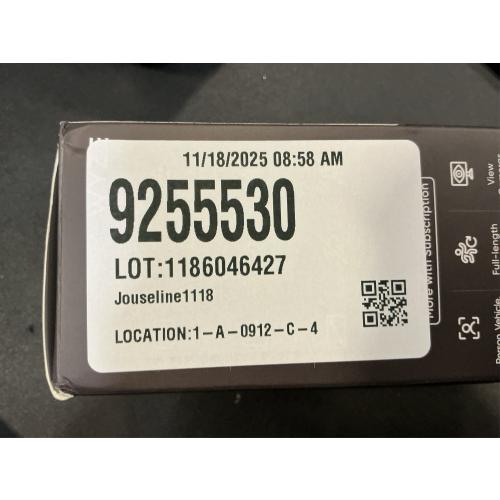 11/18/2025 08:58 AM
9255530
LOT:1186046427
Jouseline1118
LOCATION:1-A-0912-C-4
More with Subscription
View
Full-length
Person, Vehicle